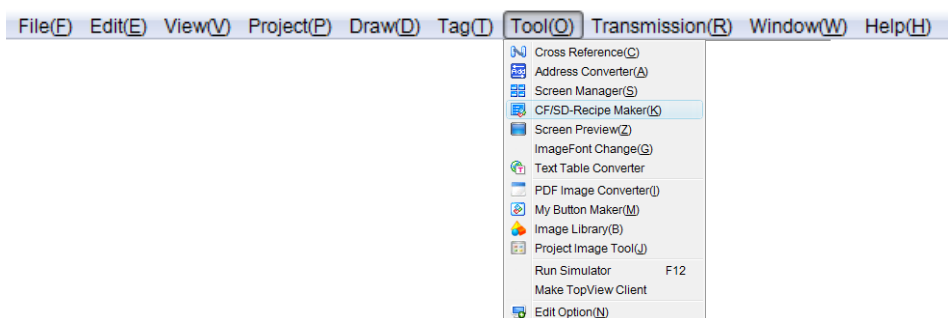 File(F) Edit(E) View(V) Project(P) Draw(D) Tag(T) Tool(O) Transmission(R) Window(W) Help(H)
Cross Reference(C)
Add Address Converter(A)
Screen Manager(S)
CF/SD-Recipe Maker(K)
Screen Preview(Z)
ImageFont Change(G)
Text Table Converter
PDF Image Converter(I)
My Button Maker(M)
Image Library(B)
Project Image Tool(J)
Run Simulator F12
Make TopView Client
Edit Option(N)